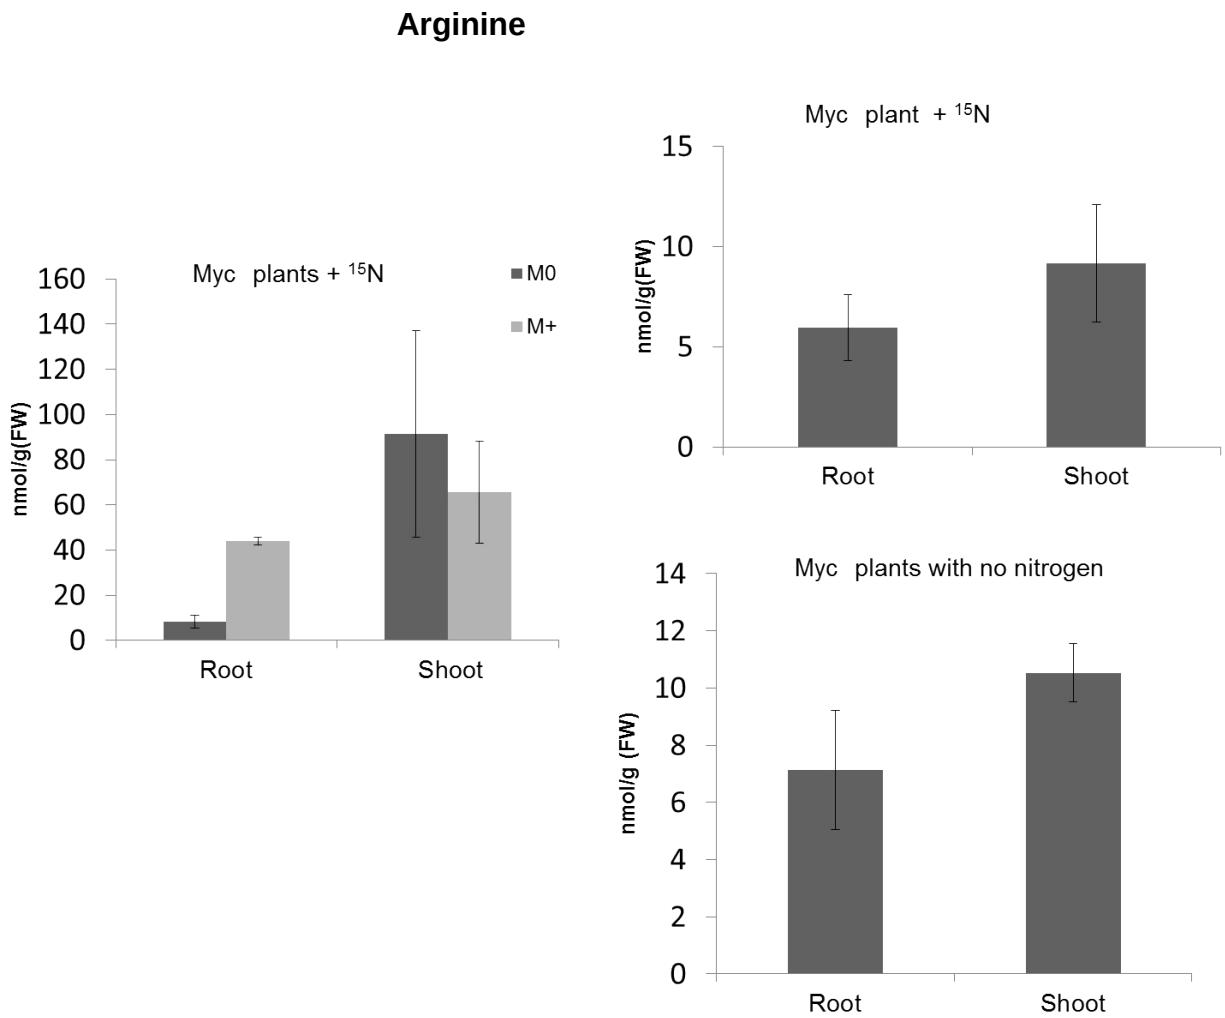 Arginine
Myc plants + ¹⁵N
M0
M+
nmol/g(FW)
160
140
120
100
80
60
40
20
0
Root Shoot
Myc plant + ¹⁵N
nmol/g(FW)
15
10
5
0
Root Shoot
Myc plants with no nitrogen
nmol/g (FW)
14
12
10
8
6
4
2
0
Root Shoot